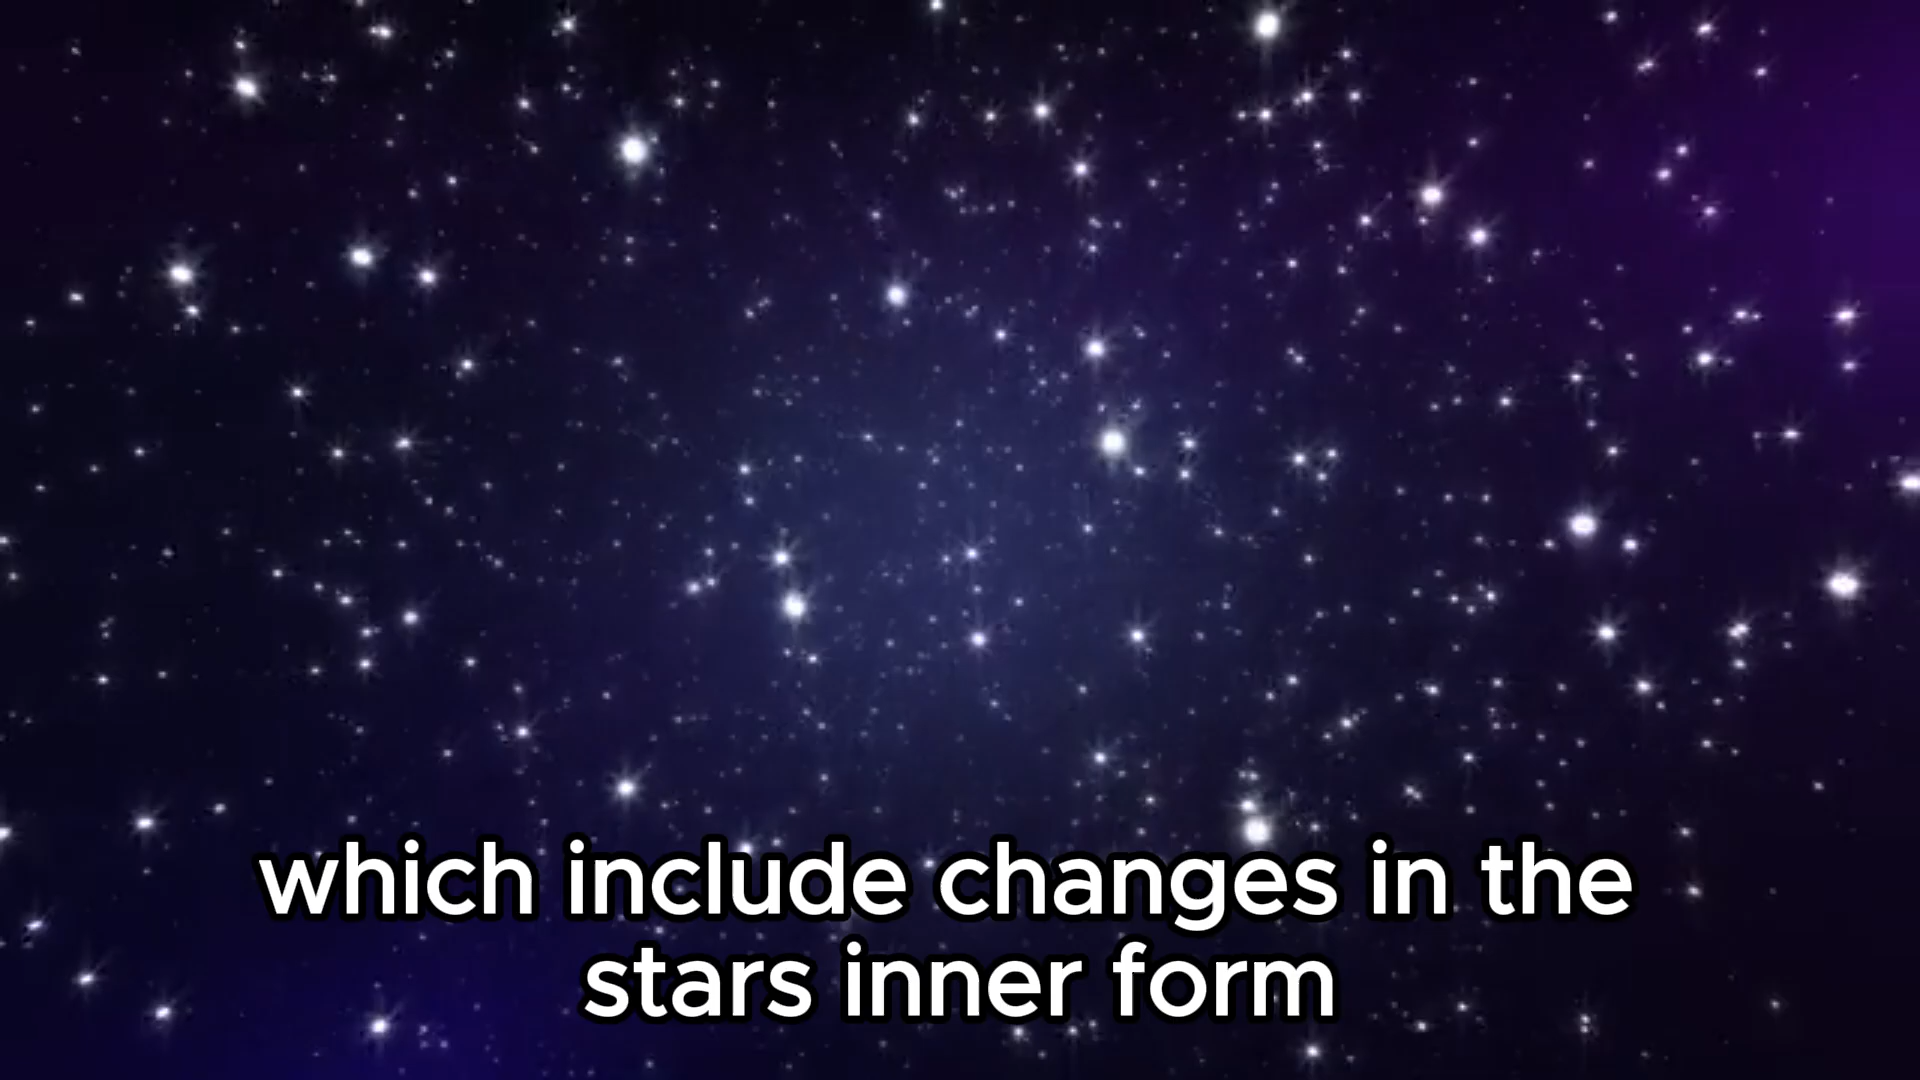 which include changes in the
stars inner form